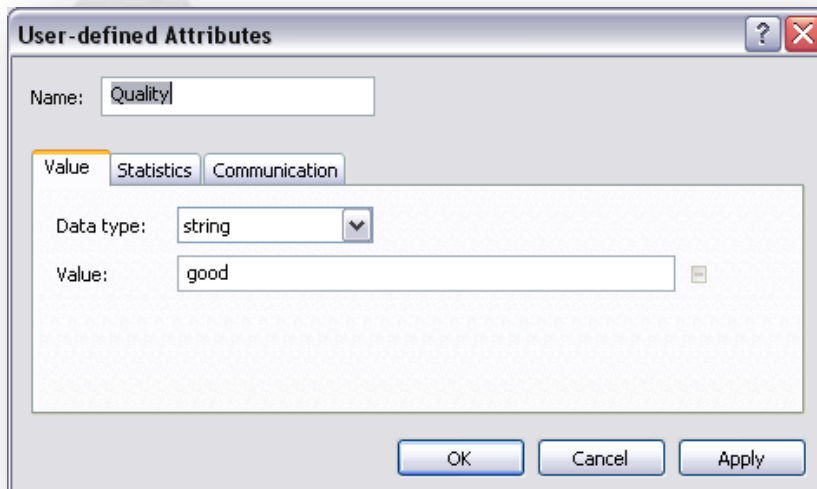 User-defined Attributes
Name: Quality
Value Statistics Communication
Data type: string
Value: good
OK Cancel Apply